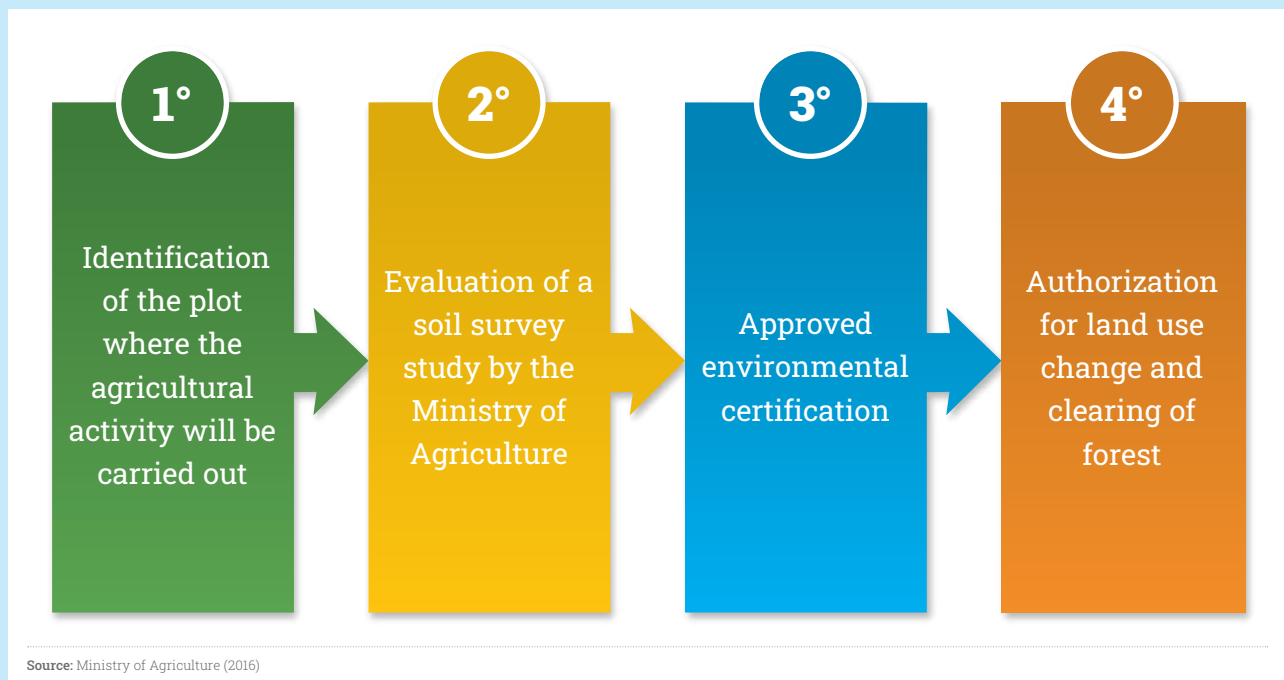 1°
Identification
of the plot
where the
agricultural
activity will be
carried out
2°
Evaluation of a
soil survey
study by the
Ministry of
Agriculture
3°
Approved
environmental
certification
4°
Authorization
for land use
change and
clearing of
forest
Source: Ministry of Agriculture (2016)